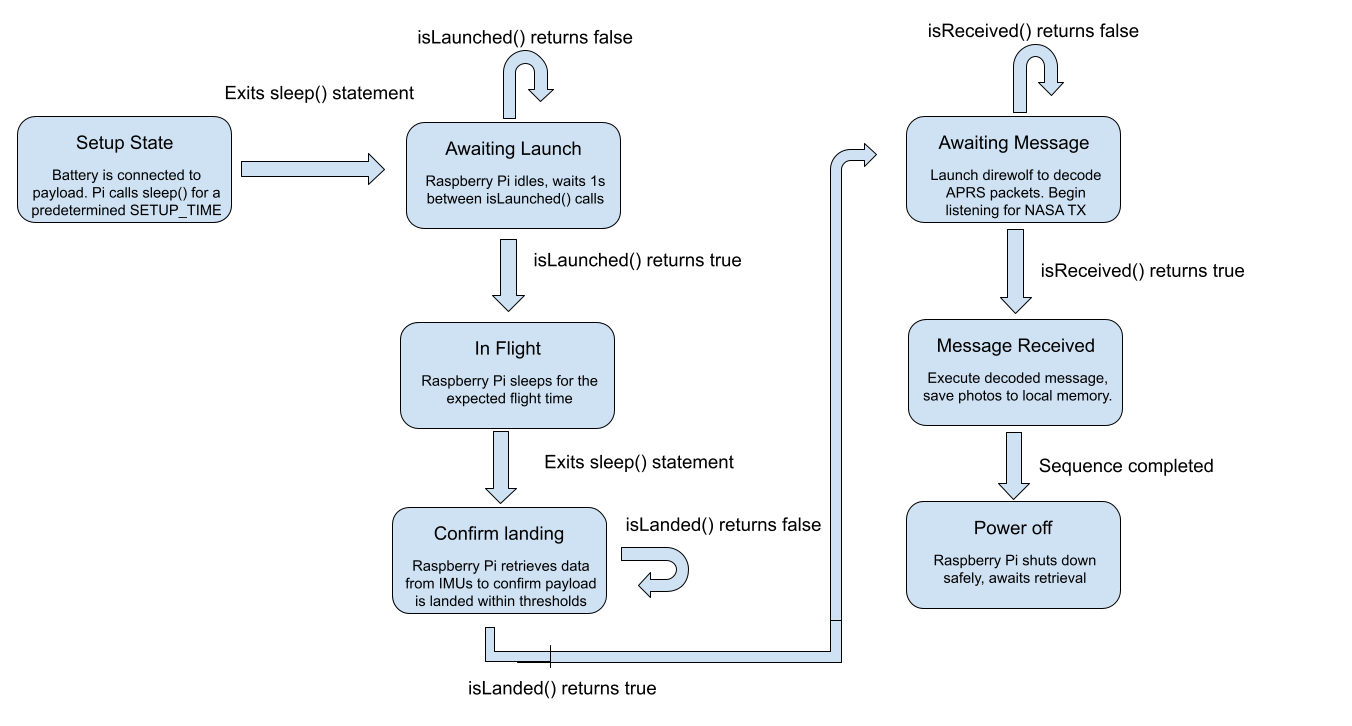 isLaunched() returns false
Exits sleep() statement
Setup State
Battery is connected to
payload. Pi calls sleep() for a
predetermined SETUP_TIME
Awaiting Launch
Raspberry Pi idles, waits 1s
between isLaunched() calls
isLaunched() returns true
In Flight
Raspberry Pi sleeps for the
expected flight time
Exits sleep() statement
Confirm landing
Raspberry Pi retrieves data
from IMUs to confirm payload
is landed within thresholds
isLanded() returns false
isLanded() returns true
isReceived() returns false
Awaiting Message
Launch direwolf to decode
APRS packets. Begin
listening for NASA TX
isReceived() returns true
Message Received
Execute decoded message,
save photos to local memory.
Sequence completed
Power off
Raspberry Pi shuts down
safely, awaits retrieval